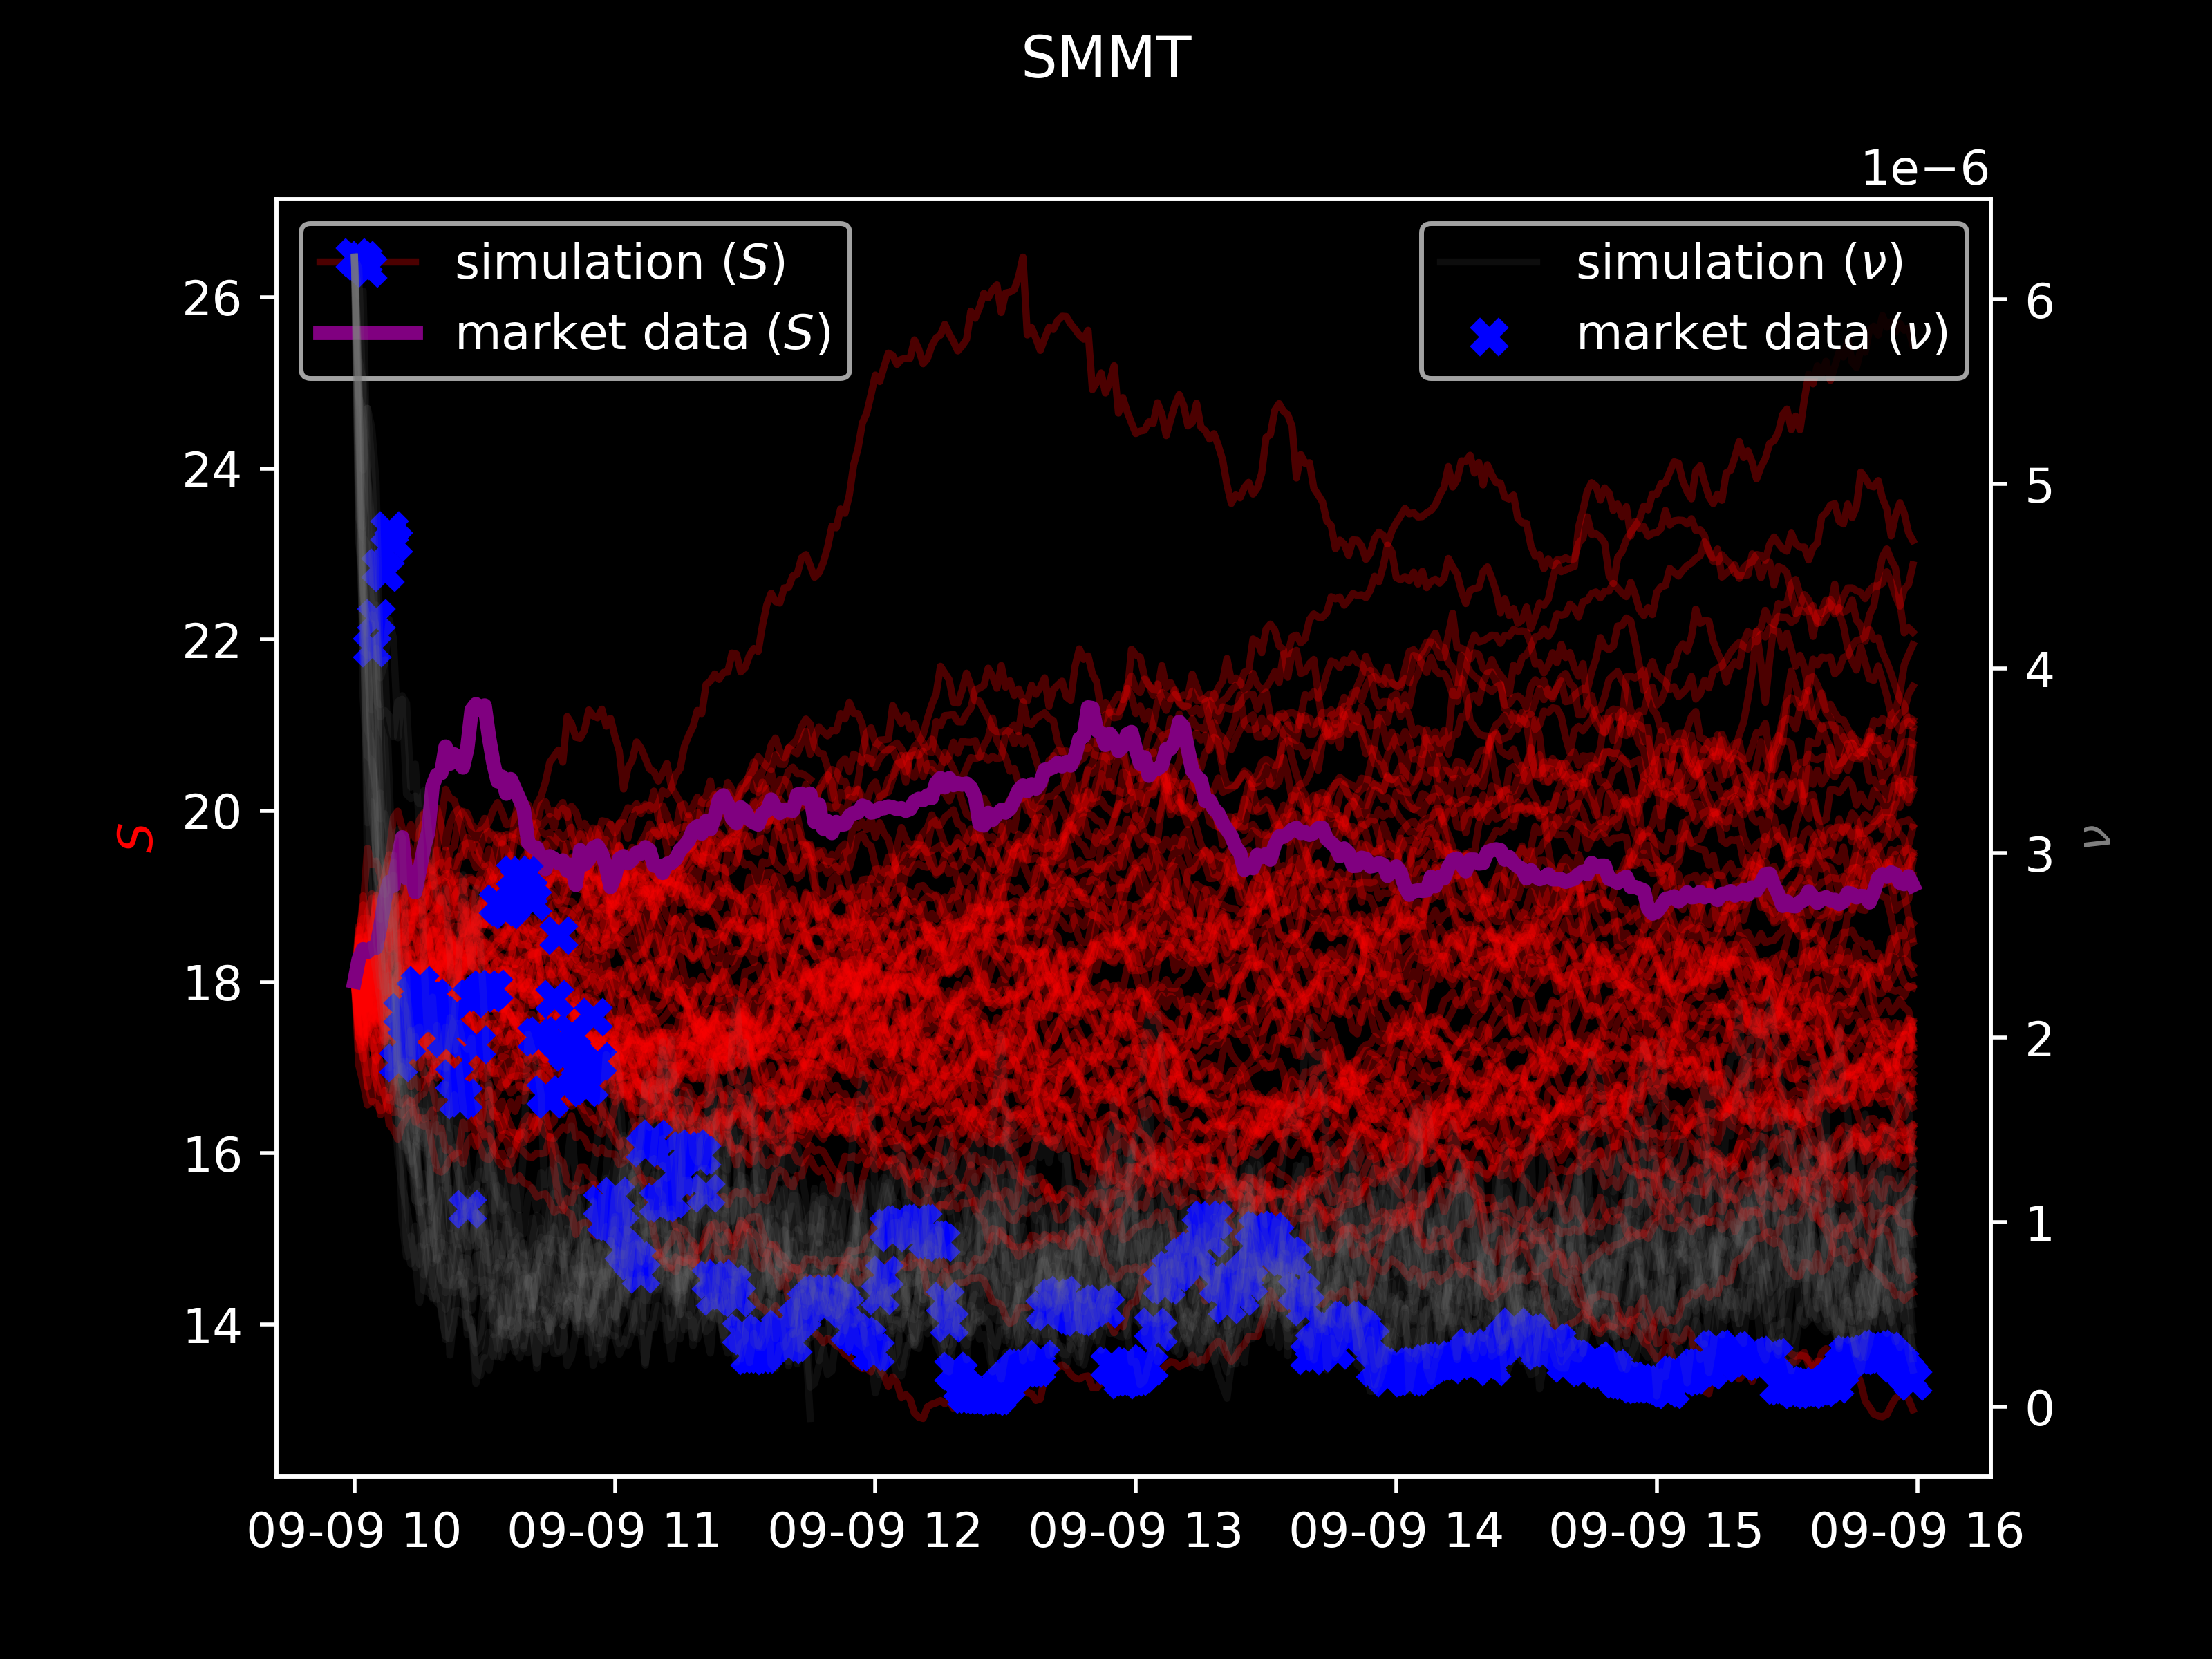 SMMT
1e−6
simulation (S)
market data (S)
simulation (ν)
market data (ν)
26
24
22
20
18
16
14
S
6
5
4
3
2
1
0
ν
09-09 10 09-09 11 09-09 12 09-09 13 09-09 14 09-09 15 09-09 16